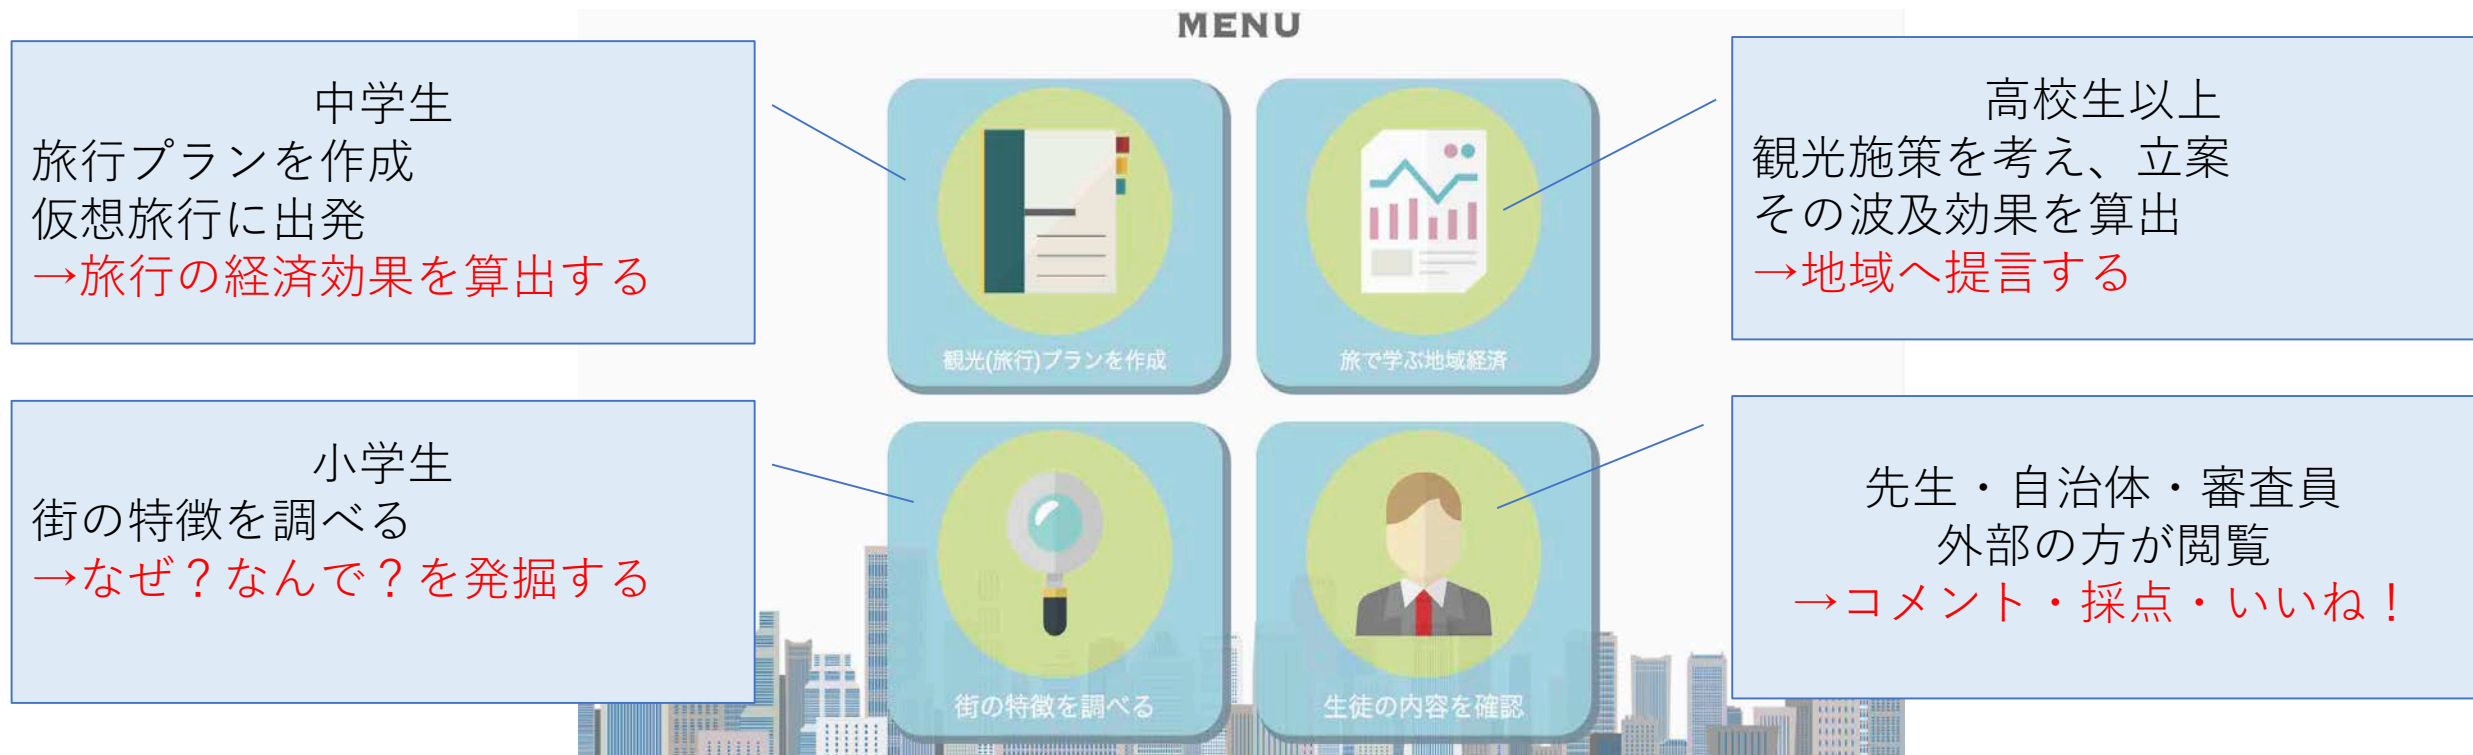 MENU
中学生
旅行プランを作成
仮想旅行に出発
→旅行の経済効果を算出する
観光(旅行)プランを作成
旅で学ぶ地域経済
高校生以上
観光施策を考え、立案
その波及効果を算出
→地域へ提言する
小学生
街の特徴を調べる
→なぜ？なんで？を発掘する
街の特徴を調べる
生徒の内容を確認
先生・自治体・審査員
外部の方が閲覧
→コメント・採点・いいね！